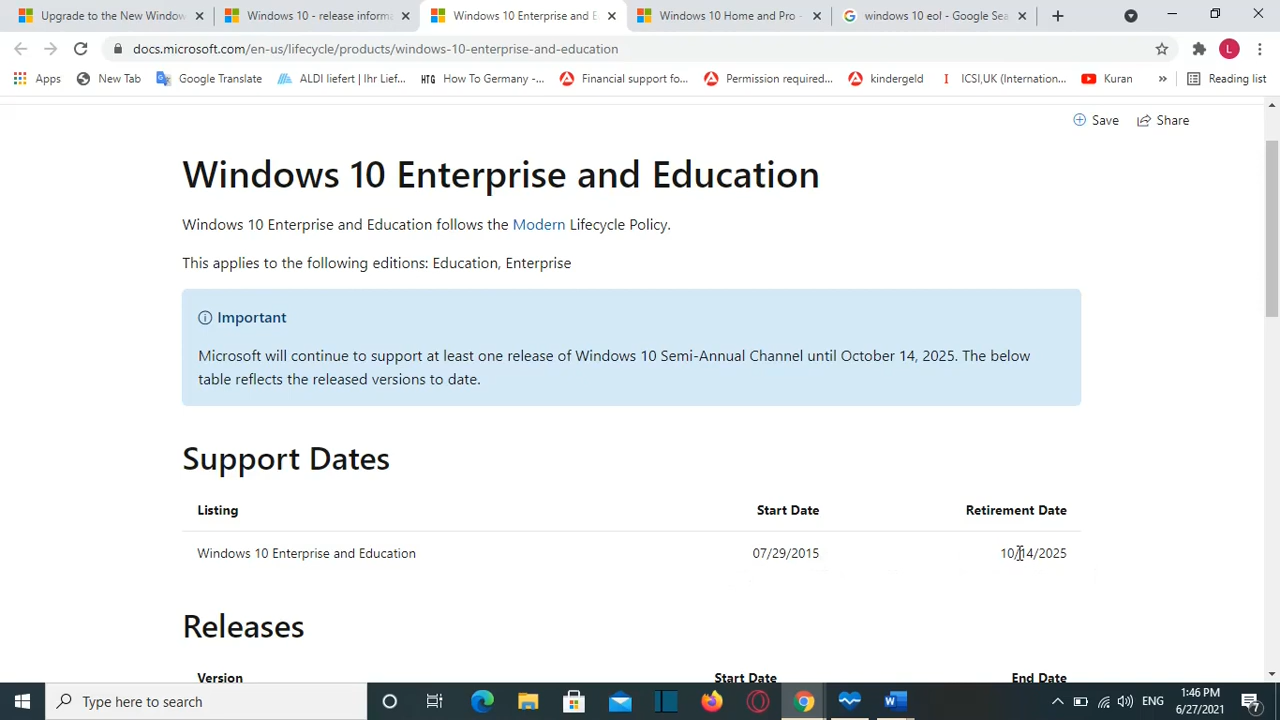 Upgrade to the New Window
Windows 10 - release informa
Windows 10 Enterprise and E
Windows 10 Home and Pro -
windows 10 eol - Google Sea
docs.microsoft.com/en-us/lifecycle/products/windows-10-enterprise-and-education
L
Apps
New Tab
Google Translate
ALDI liefert | Ihr Lief...
HTG
How To Germany -...
Financial support fo...
Permission required...
kindergeld
I
ICSI,UK (Internation...
Kuran
»
Reading list
Save
Share
Windows 10 Enterprise and Education
Windows 10 Enterprise and Education follows the Modern Lifecycle Policy.
This applies to the following editions: Education, Enterprise
Important
Microsoft will continue to support at least one release of Windows 10 Semi-Annual Channel until October 14, 2025. The below
table reflects the released versions to date.
Support Dates
Listing Start Date Retirement Date
Windows 10 Enterprise and Education 07/29/2015 10/14/2025
Releases
Version Start Date End Date
Type here to search
ENG
1:46 PM
6/27/2021
7